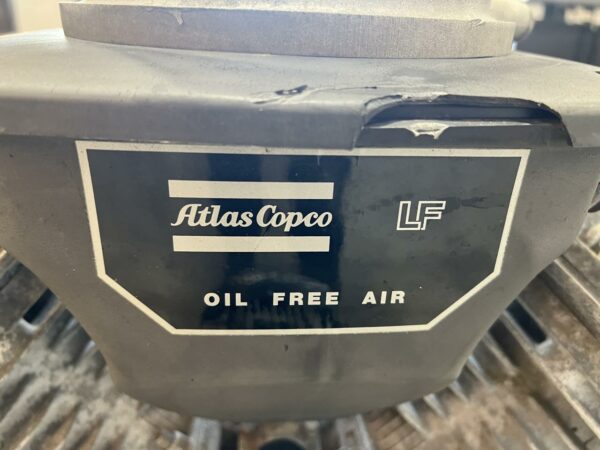 Atlas Copco LF
OIL FREE AIR